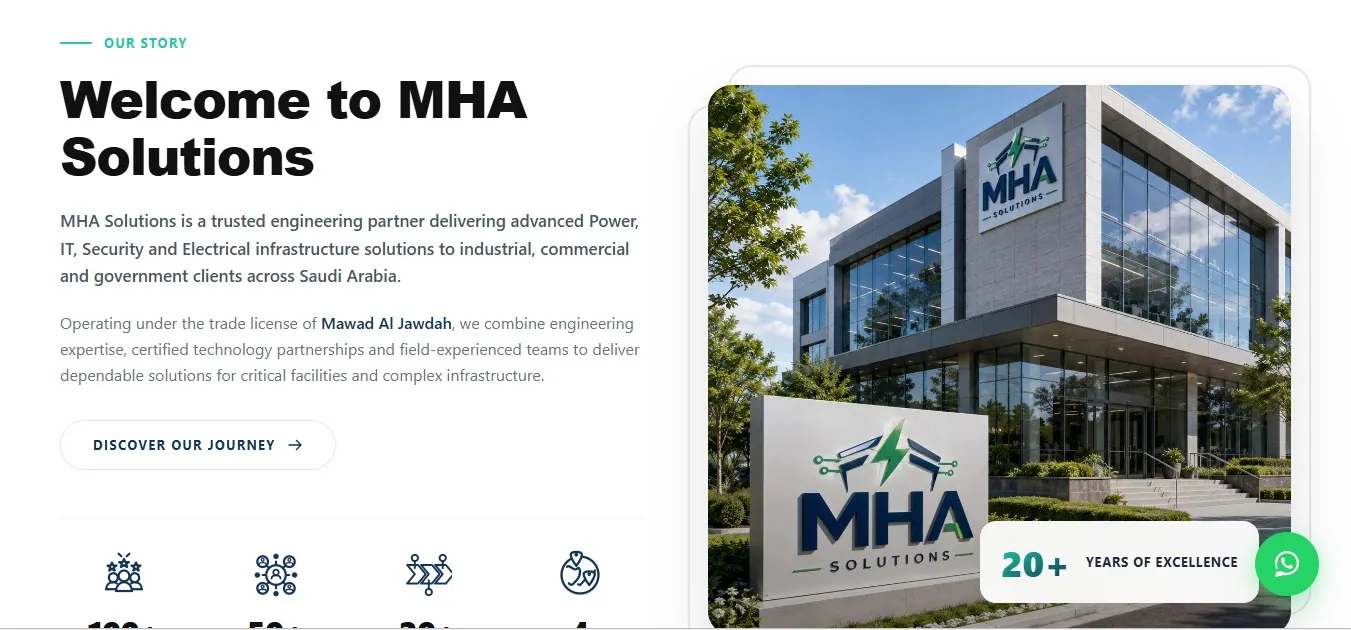 OUR STORY
Welcome to MHA
Solutions
MHA Solutions is a trusted engineering partner delivering advanced Power,
IT, Security and Electrical infrastructure solutions to industrial, commercial
and government clients across Saudi Arabia.
Operating under the trade license of Mawad Al Jawdah, we combine engineering
expertise, certified technology partnerships and field-experienced teams to deliver
dependable solutions for critical facilities and complex infrastructure.
DISCOVER OUR JOURNEY
MHA
SOLUTIONS
MHA
SOLUTIONS
20+ YEARS OF EXCELLENCE